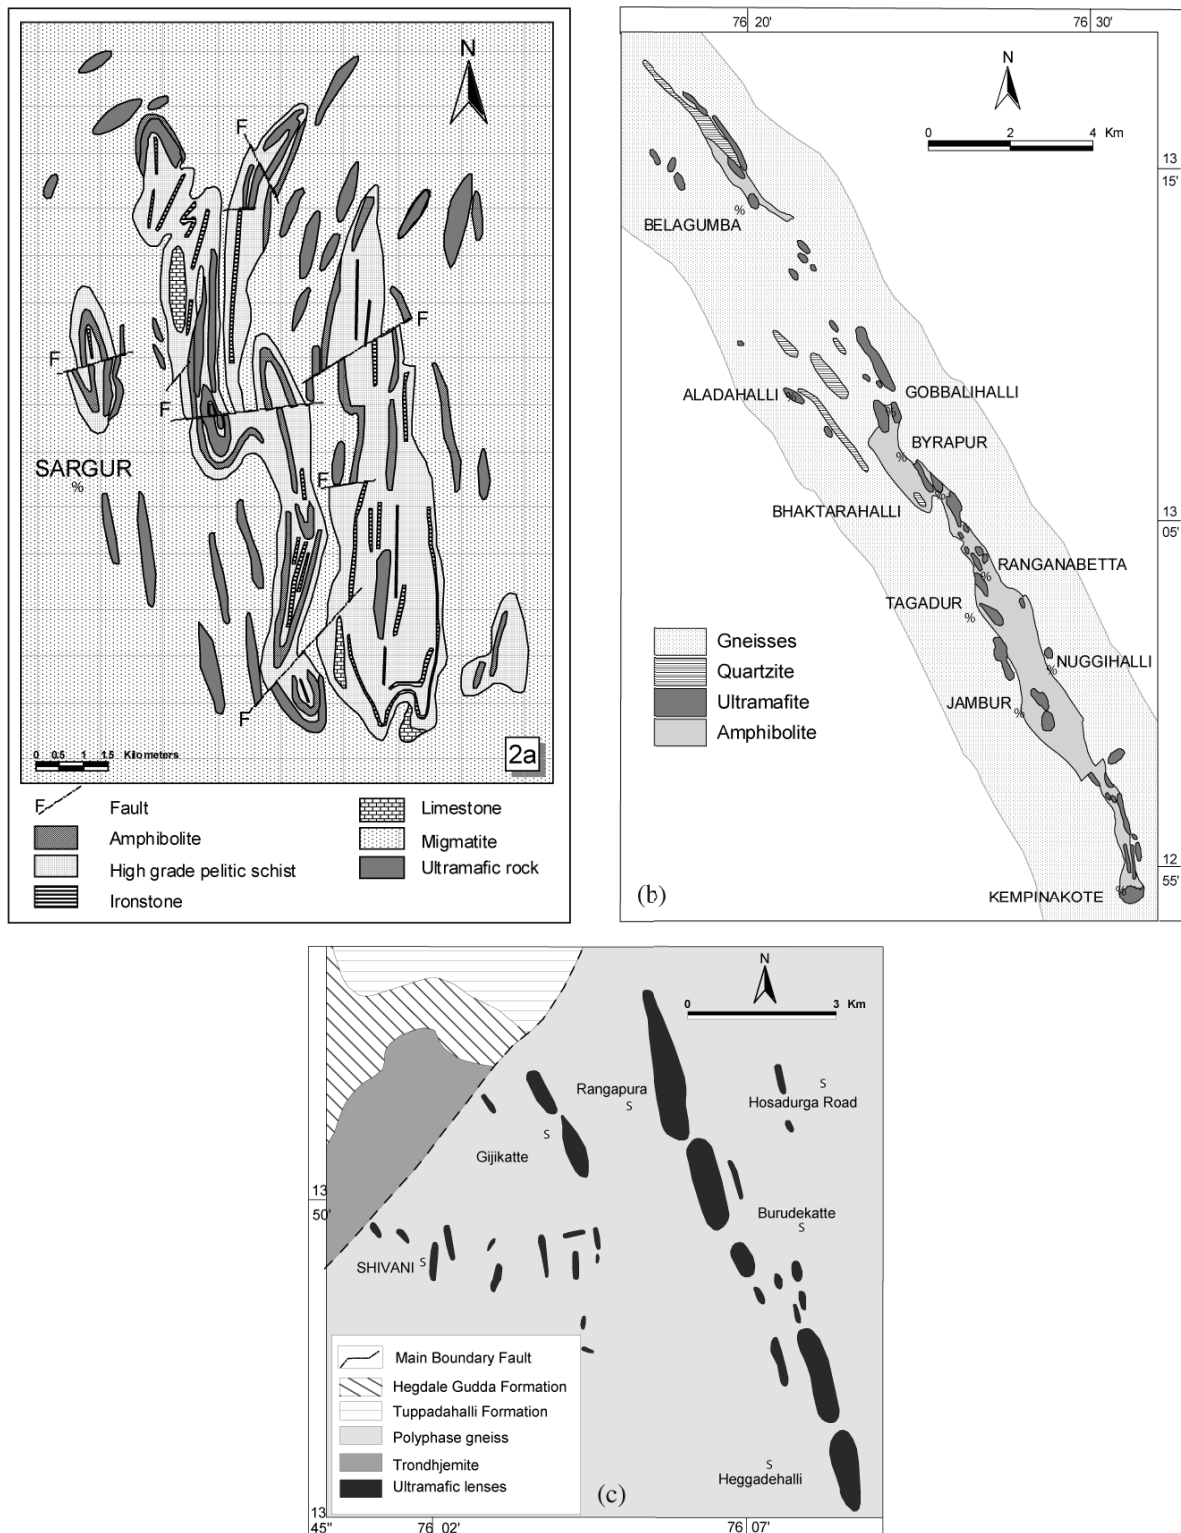 N
F
F
F
F
F
F
F
SARGUR
%
0 0.5 1 1.5 Kilometers
2a
F Fault
Amphibolite
High grade pelitic schist
Ironstone
Limestone
Migmatite
Ultramafic rock
76 20' 76 30'
N
0 2 4 Km
13
15'
%
BELAGUMBA
ALADAHALLI %
GOBBALIHALLI
%
BYRAPUR
%
%
BHAKTARAHALLI
13
05'
RANGANABETTA
%
TAGADUR
%
NUGGIHALLI
%
JAMBUR
%
Gneisses
Quartzite
Ultramafite
Amphibolite
12
55'
KEMPINAKOTE %
(b)
N
0 3 Km
Rangapura
S
S
Hosadurga Road
S
Gijikatte
13
50'
Burudekatte
S
SHIVANI S
Main Boundary Fault
Hegdale Gudda Formation
Tuppadahalli Formation
Polyphase gneiss
Trondhjemite
Ultramafic lenses
S
Heggadehalli
(c)
13
45" 76 02' 76 07'